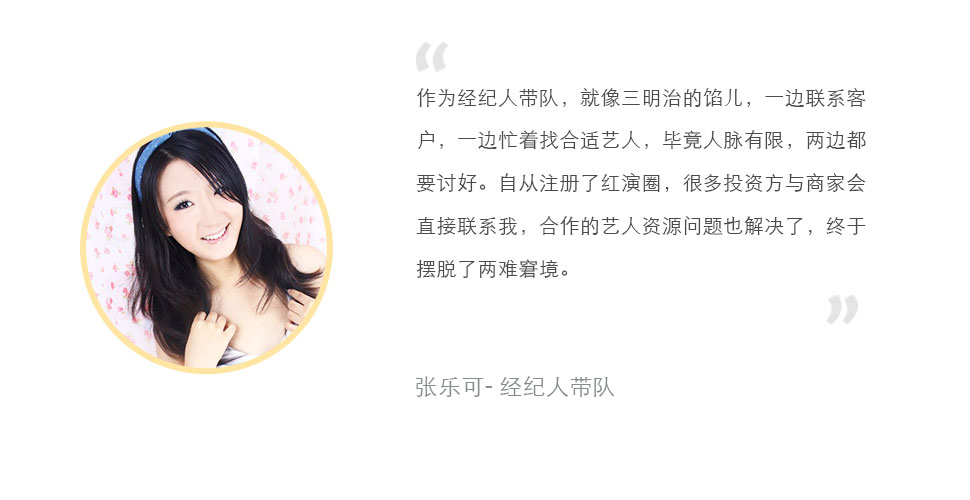 “
作为经纪人带队，就像三明治的馅儿，一边联系客
户，一边忙着找合适艺人，毕竟人脉有限，两边都
要讨好。自从注册了红演圈，很多投资方与商家会
直接联系我，合作的艺人资源问题也解决了，终于
摆脱了两难窘境。
”
张乐可- 经纪人带队